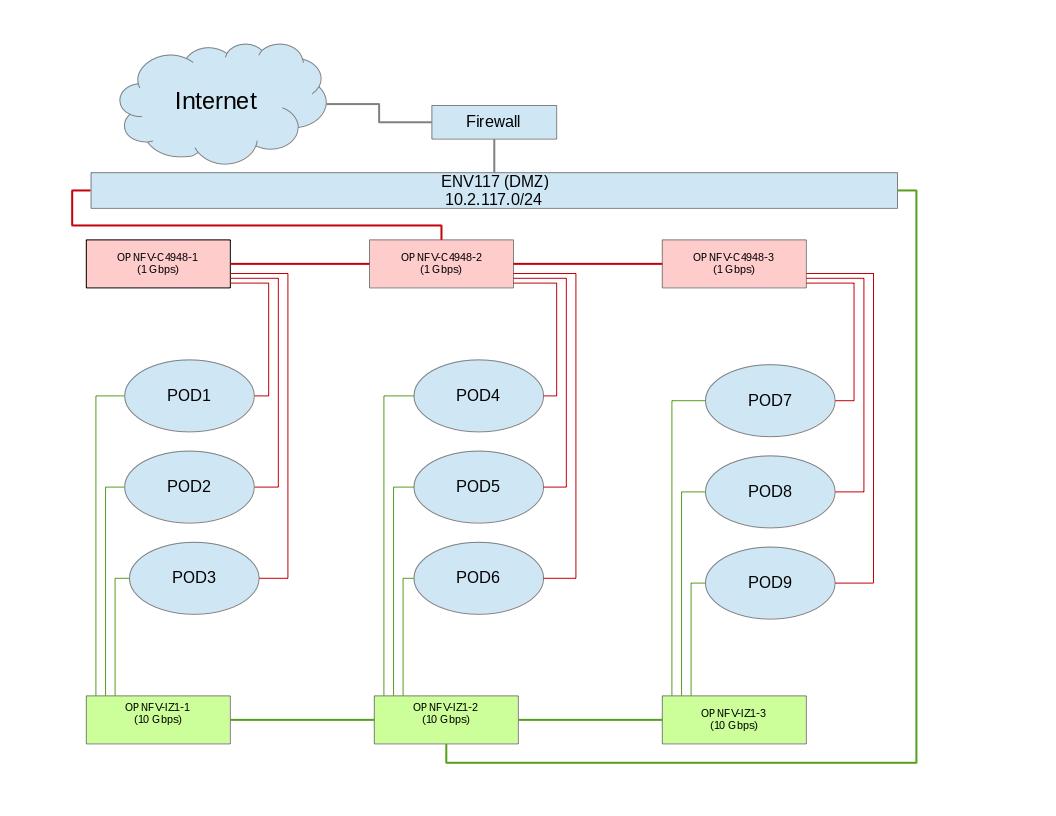 Internet
Firewall
ENV117 (DMZ)
10.2.117.0/24
OPNFV-C4948-1
(1 Gbps)
OPNFV-C4948-2
(1 Gbps)
OPNFV-C4948-3
(1 Gbps)
POD1
POD4
POD7
POD2
POD5
POD8
POD3
POD6
POD9
OPNFV-IZ1-1
(10 Gbps)
OPNFV-IZ1-2
(10 Gbps)
OPNFV-IZ1-3
(10 Gbps)